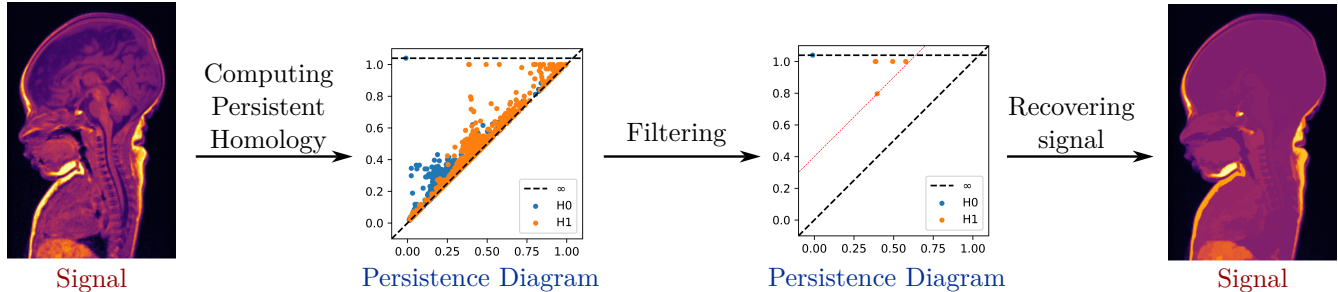 Computing
Persistent
Homology
Filtering
Recovering
signal
1.0
0.8
0.6
0.4
0.2
0.0
0.00 0.25 0.50 0.75 1.00
∞
H0
H1
1.0
0.8
0.6
0.4
0.2
0.0
0.00 0.25 0.50 0.75 1.00
∞
H0
H1
Signal
Persistence Diagram
Persistence Diagram
Signal